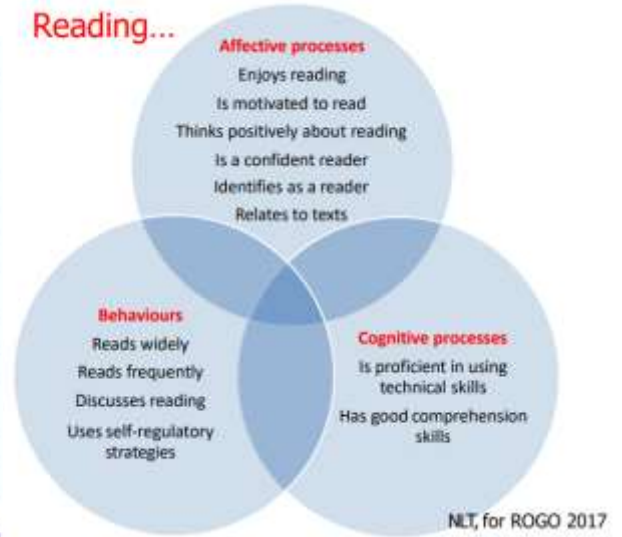 Reading...
Affective processes
Enjoys reading
Is motivated to read
Thinks positively about reading
Is a confident reader
Identifies as a reader
Relates to texts
Behaviours
Reads widely
Reads frequently
Discusses reading
Uses self-regulatory
strategies
Cognitive processes
Is proficient in using
technical skills
Has good comprehension
skills
NLT, for ROGO 2017